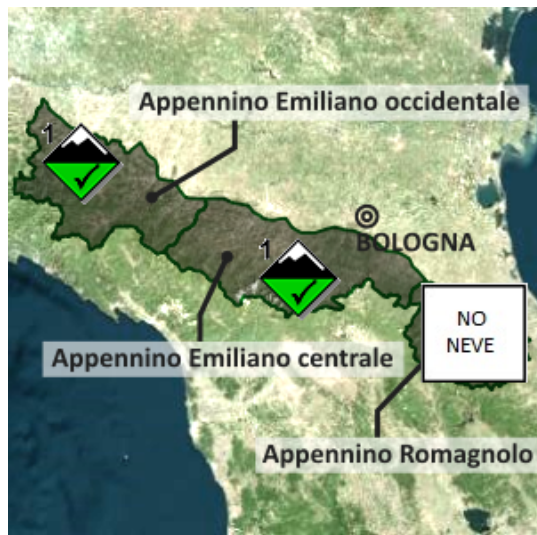 Appennino Emiliano occidentale
1
BOLOGNA
1
NO
NEVE
Appennino Emiliano centrale
Appennino Romagnolo